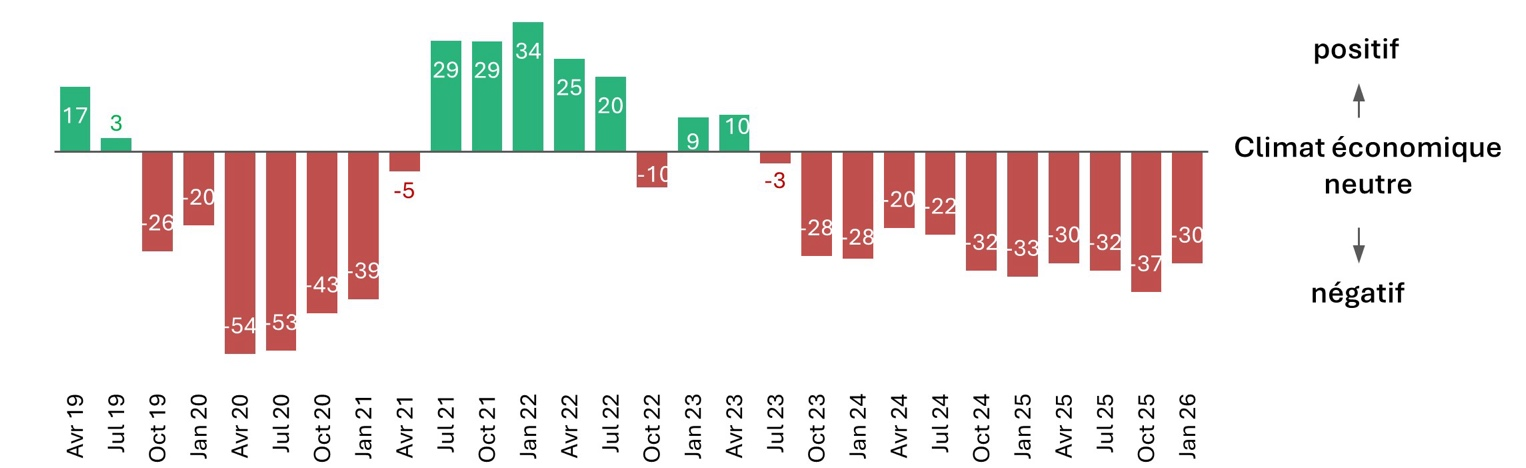 17
3
-26
-20
-54
-53
-43
-39
-5
29
29
34
25
20
-10
9
10
-3
-28
-28
-20
-22
-32
-33
-30
-32
-37
-30
Avr 19
Jul 19
Oct 19
Jan 20
Avr 20
Jul 20
Oct 20
Jan 21
Avr 21
Jul 21
Oct 21
Jan 22
Avr 22
Jul 22
Oct 22
Jan 23
Avr 23
Jul 23
Oct 23
Jan 24
Avr 24
Jul 24
Oct 24
Jan 25
Avr 25
Jul 25
Oct 25
Jan 26
positif
Climat économique
neutre
négatif